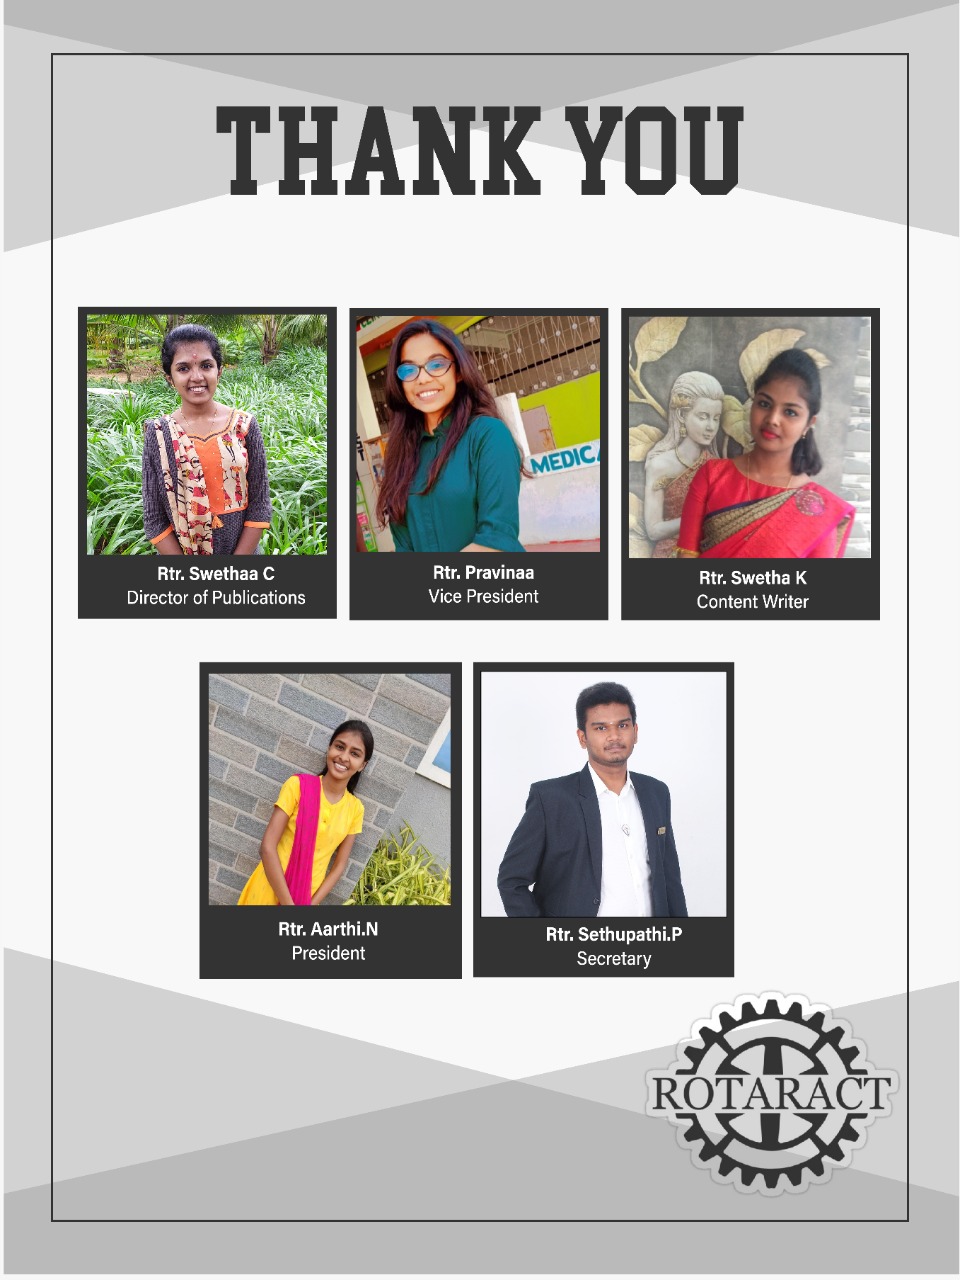 THANK YOU
Rtr. Swethaa C
Director of Publications
MEDIC
Rtr. Pravinaa
Vice President
Rtr. Swetha K
Content Writer
Rtr. Aarthi.N
President
Rtr. Sethupathi.P
Secretary
ROTARACT